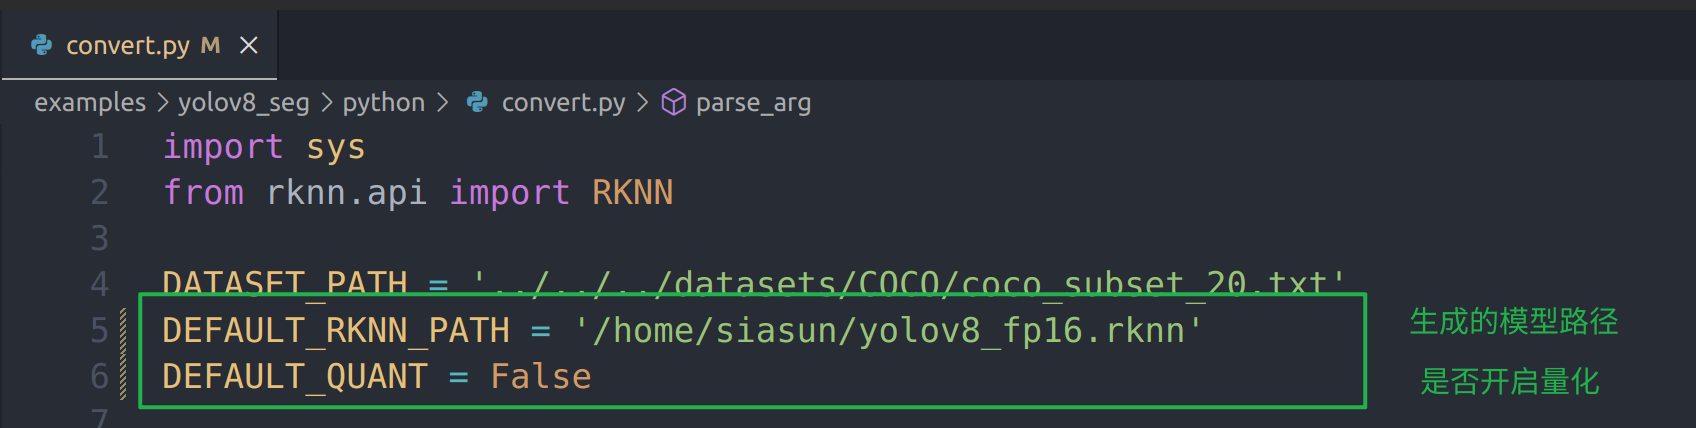 convert.py M
examples > yolov8_seg > python > convert.py > parse_arg
1 import sys
2 from rknn.api import RKNN
3
4 DATASET_PATH = '../../../datasets/COCO/coco_subset_20.txt'
5 DEFAULT_RKNN_PATH = '/home/siasun/yolov8_fp16.rknn' 生成的模型路径
6 DEFAULT_QUANT = False 是否开启量化
7